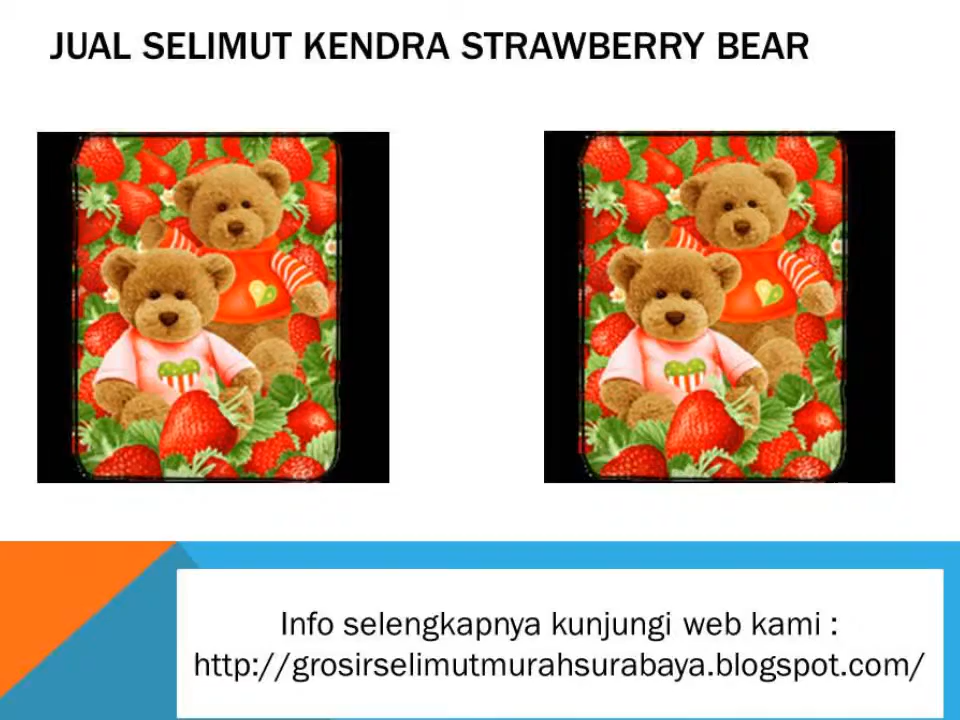 JUAL SELIMUT KENDRA STRAWBERRY BEAR
Info selengkapnya kunjungi web kami :
http://grosirselimutmurahsurabaya.blogspot.com/